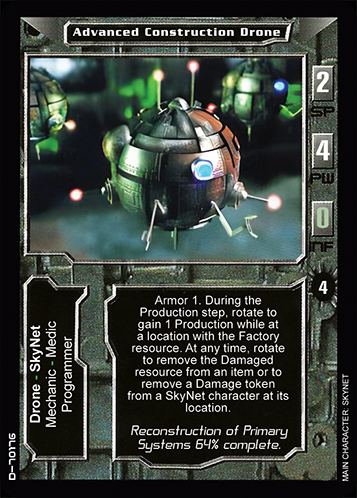 Advanced Construction Drone
2
SP
4
PW
0
INF
4
Drone - SkyNet
Mechanic - Medic
Programmer
Armor 1. During the
Production step, rotate to
gain 1 Production while at
a location with the Factory
resource. At any time, rotate
to remove the Damaged
resource from an item or to
remove a Damage token
from a SkyNet character at its
location.
Reconstruction of Primary
Systems 64% complete.
D-70176
MAIN CHARACTER: SKYNET